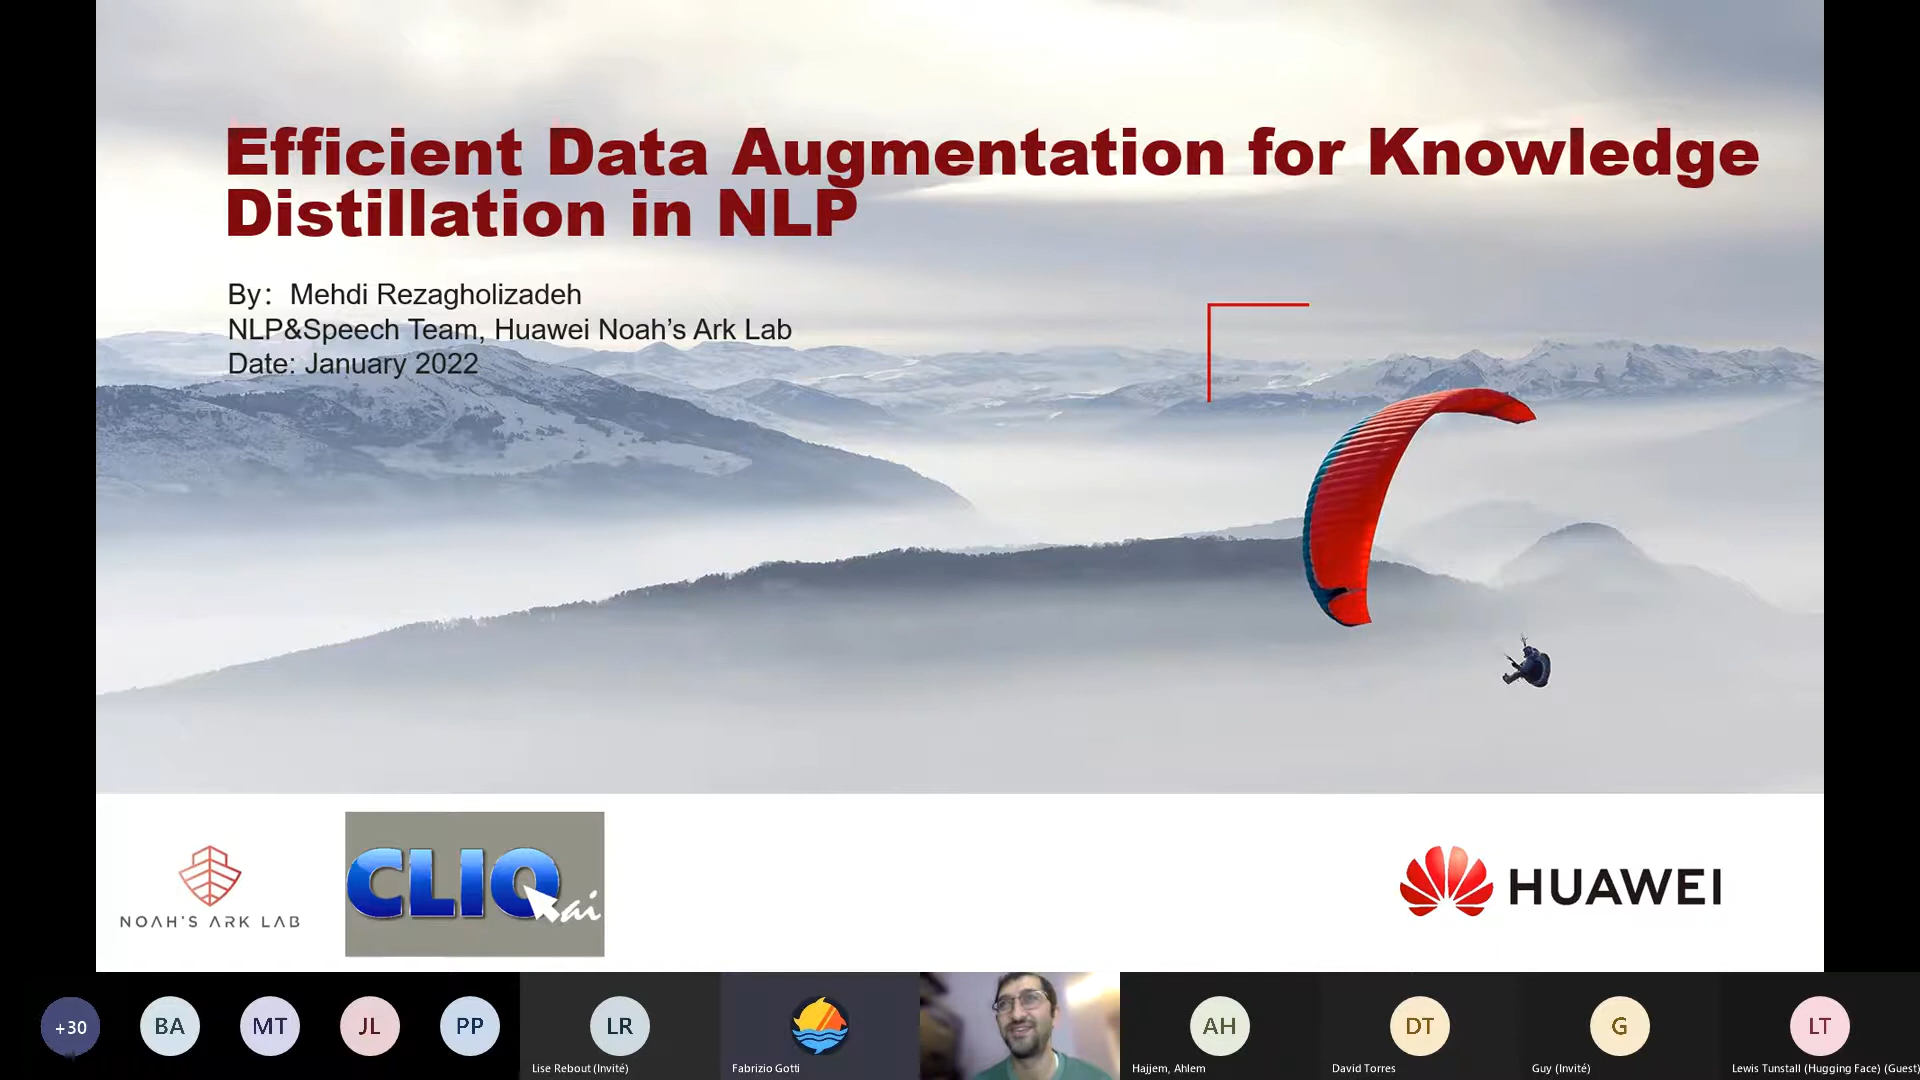 Efficient Data Augmentation for Knowledge
Distillation in NLP
By: Mehdi Rezagholizadeh
NLP&Speech Team, Huawei Noah's Ark Lab
Date: January 2022
NOAH'S ARK LAB
CLIQ
ai
HUAWEI
+30
BA
MT
JL
PP
LR
AH
DT
G
LT
Lise Rebout (Invité)
Fabrizio Gotti
Hajjem, Ahlem
David Torres
Guy (Invité)
Lewis Tunstall (Hugging Face) (Guest)